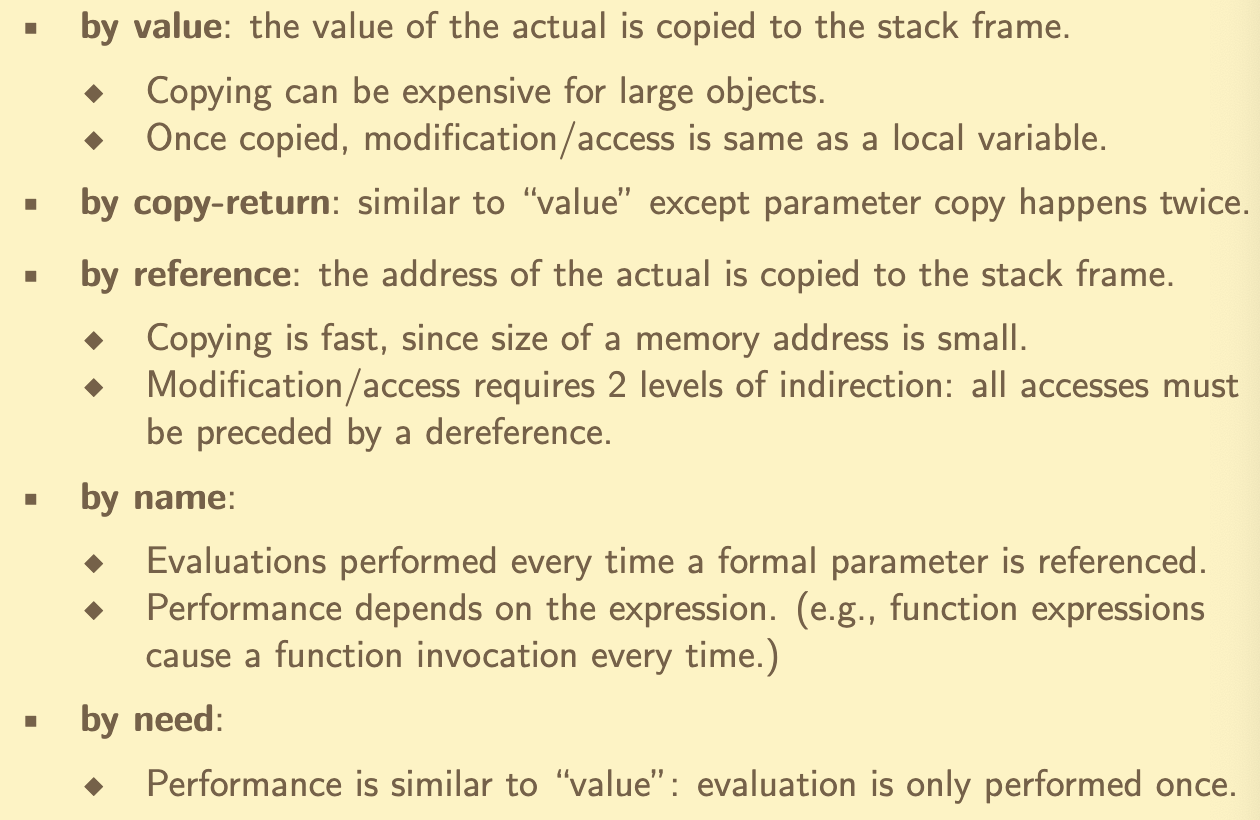 ▪ by value: the value of the actual is copied to the stack frame.
◆ Copying can be expensive for large objects.
◆ Once copied, modification/access is same as a local variable.
▪ by copy-return: similar to “value” except parameter copy happens twice.
▪ by reference: the address of the actual is copied to the stack frame.
◆ Copying is fast, since size of a memory address is small.
◆ Modification/access requires 2 levels of indirection: all accesses must
be preceded by a dereference.
▪ by name:
◆ Evaluations performed every time a formal parameter is referenced.
◆ Performance depends on the expression. (e.g., function expressions
cause a function invocation every time.)
▪ by need:
◆ Performance is similar to “value”: evaluation is only performed once.